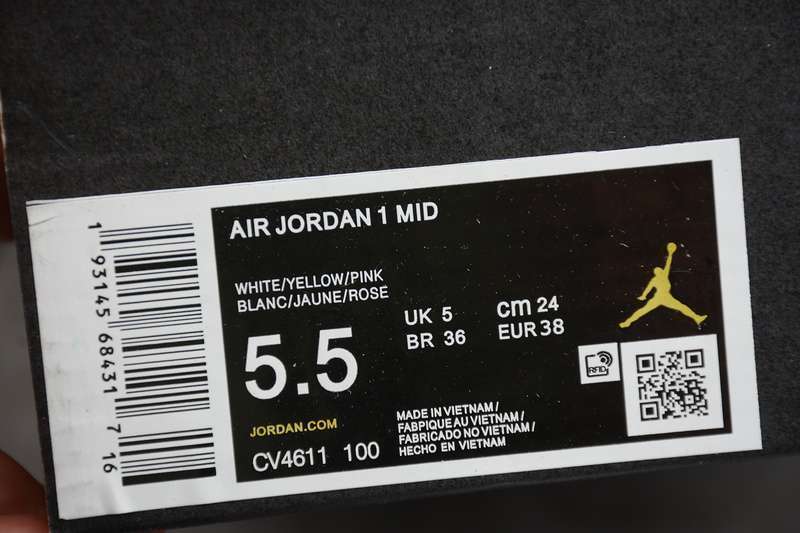 AIR JORDAN 1 MID
WHITE/YELLOW/PINK
BLANC/JAUNE/ROSE
5.5
UK 5
BR 36
cm 24
EUR 38
RFID
JORDAN.COM
CV4611 100
MADE IN VIETNAM/
FABIQUE AU VIETNAM/
FABRICADO NO VIETNAM/
HECHO EN VIETNAM
1 93145 68431 7 16